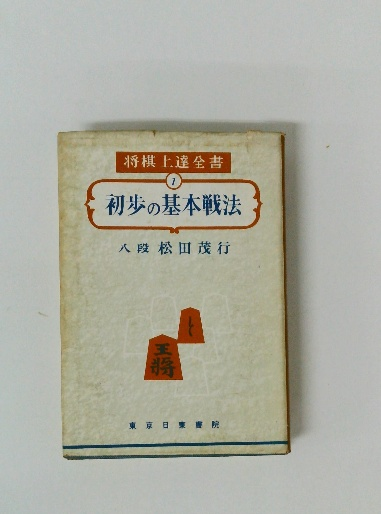 将棋上達全書
1
初歩の基本戦法
八段 松田茂行
王将
東京日東書院